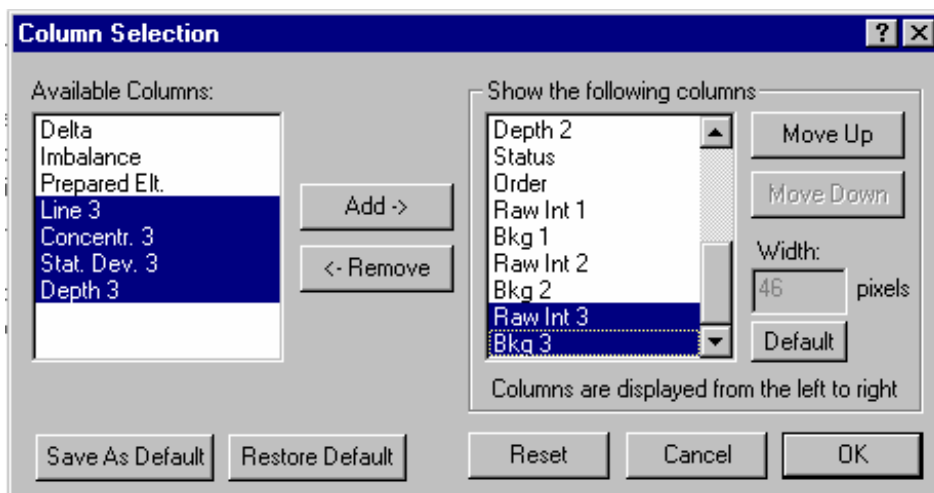 Column Selection
Available Columns:
Delta
Imbalance
Prepared Elt.
Line 3
Concentr. 3
Stat. Dev. 3
Depth 3
Add ->
<- Remove
Show the following columns
Depth 2
Status
Order
Raw Int 1
Bkg 1
Raw Int 2
Bkg 2
Raw Int 3
Bkg 3
Move Up
Move Down
Width:
46 pixels
Default
Columns are displayed from the left to right
Save As Default
Restore Default
Reset
Cancel
OK